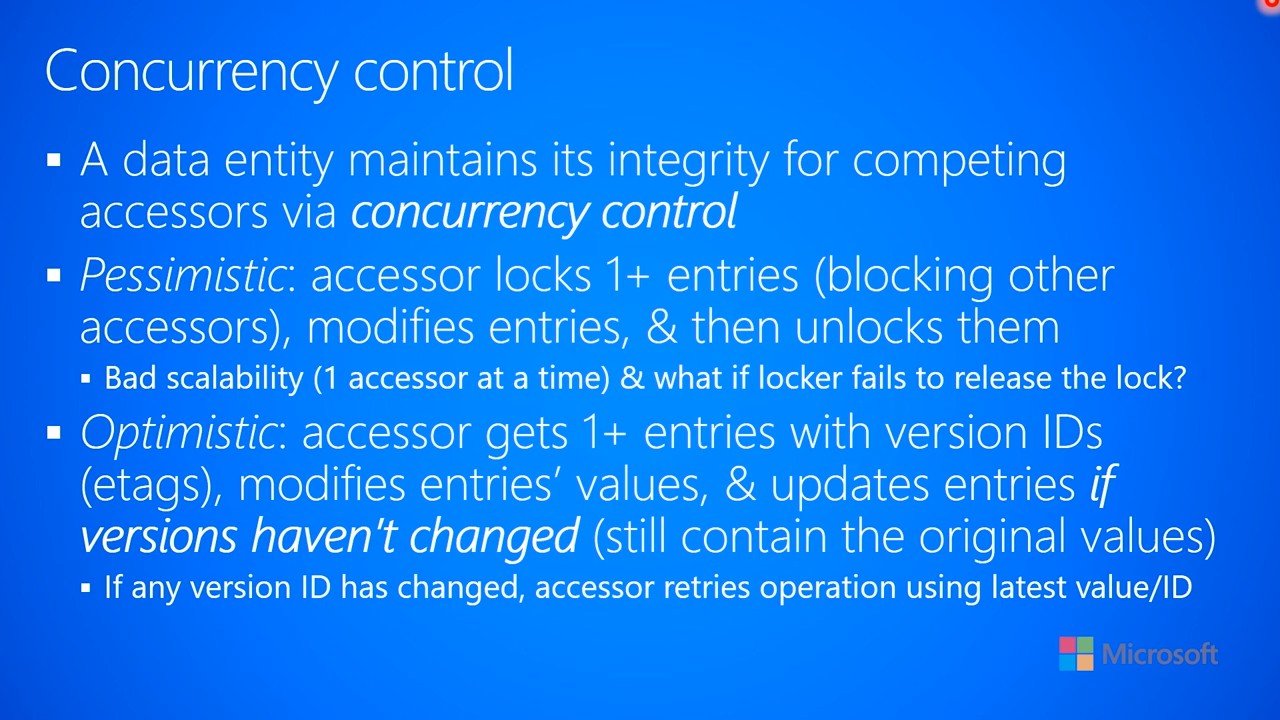 Concurrency control
▪ A data entity maintains its integrity for competing
accessors via concurrency control
▪ Pessimistic: accessor locks 1+ entries (blocking other
accessors), modifies entries, & then unlocks them
▪ Bad scalability (1 accessor at a time) & what if locker fails to release the lock?
▪ Optimistic: accessor gets 1+ entries with version IDs
(etags), modifies entries’ values, & updates entries if
versions haven't changed (still contain the original values)
▪ If any version ID has changed, accessor retries operation using latest value/ID
Microsoft